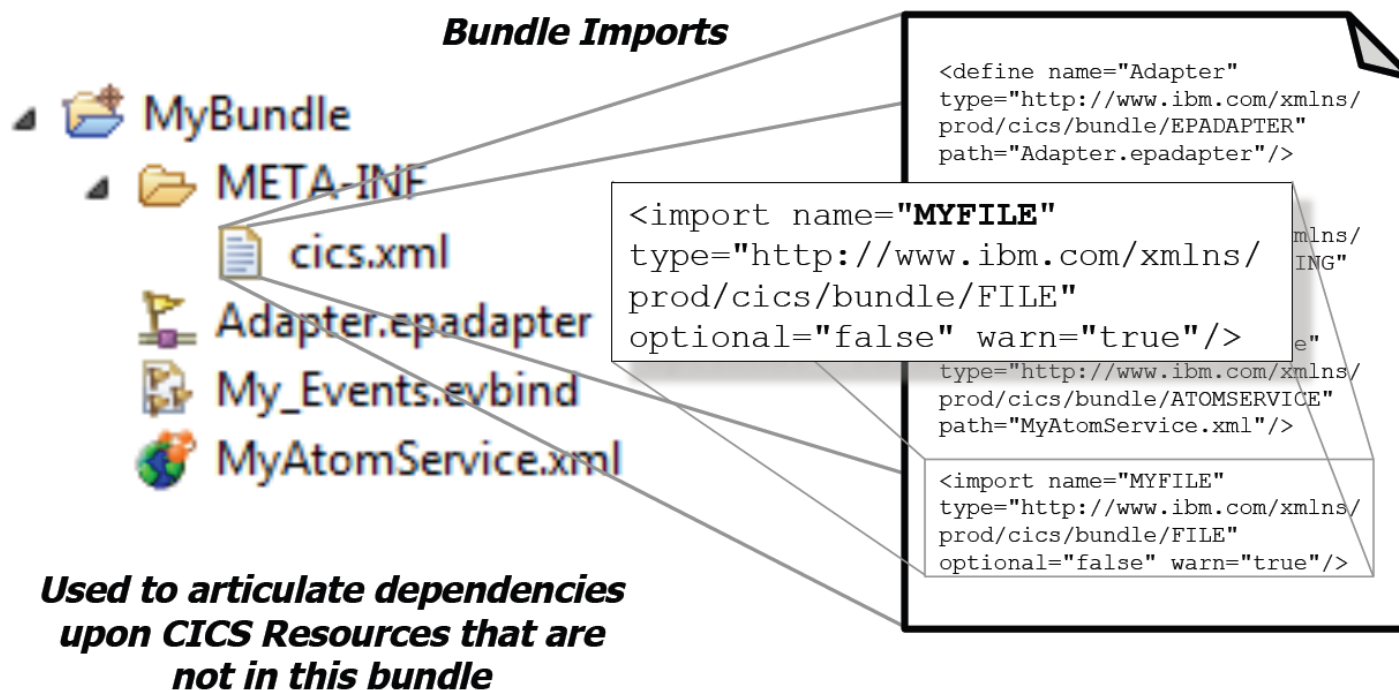 Bundle Imports
MyBundle
META-INF
cics.xml
Adapter.epadapter
My_Events.evbind
MyAtomService.xml
Used to articulate dependencies
upon CICS Resources that are
not in this bundle
<define name="Adapter"
type="http://www.ibm.com/xmlns/
prod/cics/bundle/EPADAPTER"
path="Adapter.epadapter"/>
<import name="MYFILE"
type="http://www.ibm.com/xmlns/
prod/cics/bundle/FILE"
optional="false" warn="true"/>
mlns/
ING"
e"
type="http://www.ibm.com/xmlns/
prod/cics/bundle/ATOMSERVICE"
path="MyAtomService.xml"/>
<import name="MYFILE"
type="http://www.ibm.com/xmlns/
prod/cics/bundle/FILE"
optional="false" warn="true"/>